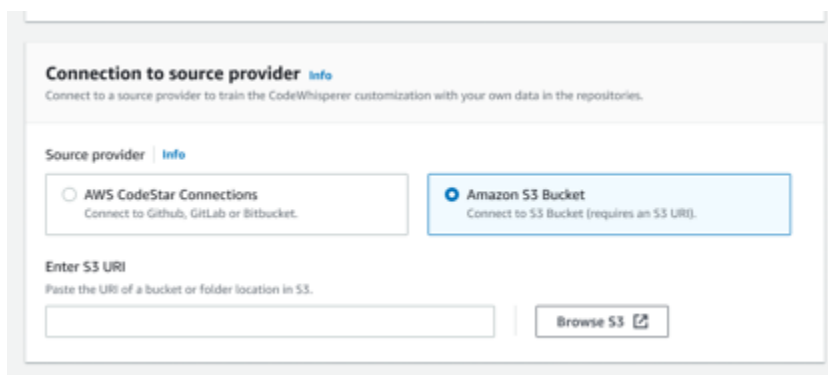 Connection to source provider Info
Connect to a source provider to train the CodeWhisperer customization with your own data in the repositories.
Source provider Info
AWS CodeStar Connections
Connect to Github, GitLab or Bitbucket.
Amazon S3 Bucket
Connect to S3 Bucket (requires an S3 URI).
Enter S3 URI
Paste the URI of a bucket or folder location in S3.
Browse S3